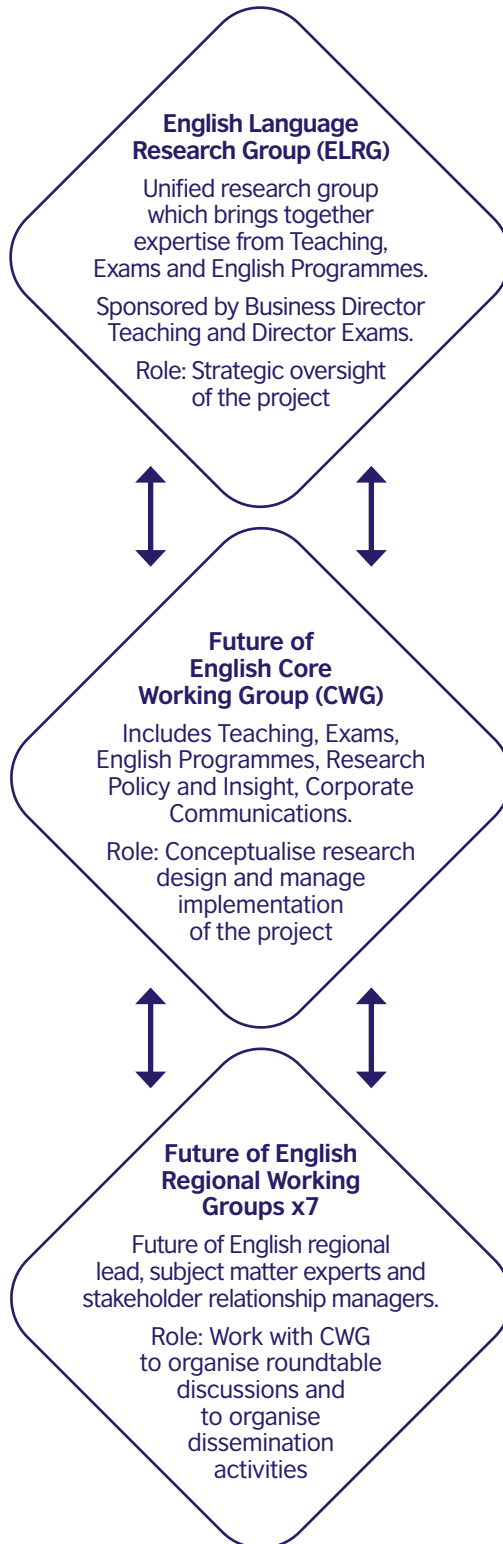 English Language
Research Group (ELRG)
Unified research group
which brings together
expertise from Teaching,
Exams and English Programmes.
Sponsored by Business Director
Teaching and Director Exams.
Role: Strategic oversight
of the project
Future of
English Core
Working Group (CWG)
Includes Teaching, Exams,
English Programmes, Research
Policy and Insight, Corporate
Communications.
Role: Conceptualise research
design and manage
implementation
of the project
Future of English
Regional Working
Groups x7
Future of English regional
lead, subject matter experts and
stakeholder relationship managers.
Role: Work with CWG
to organise roundtable
discussions and
to organise
dissemination
activities